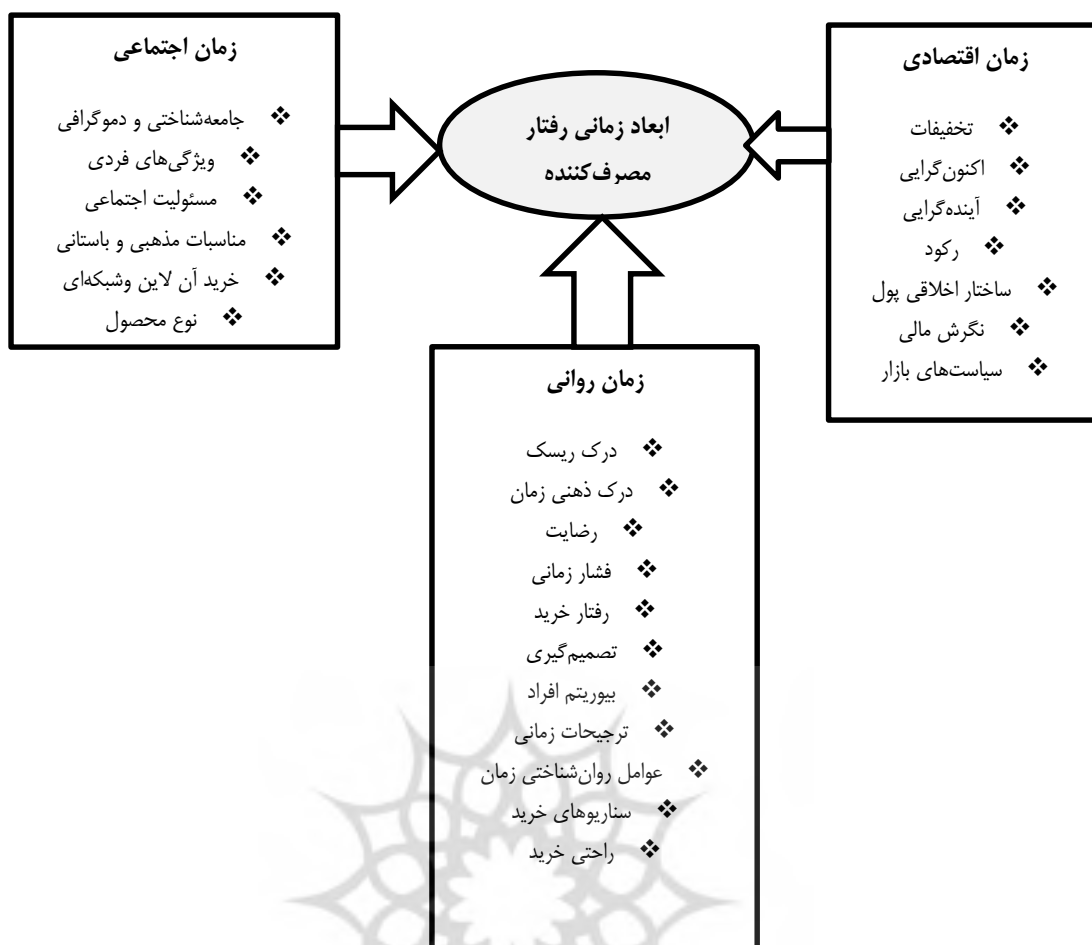 زمان اقتصادی
❖ تخفیفات
❖ اکنون‌گرایی
❖ آینده‌گرایی
❖ رکود
❖ ساختار اخلاقی پول
❖ نگرش مالی
❖ سیاست‌های بازار
ابعاد زمانی رفتار
مصرف‌کننده
زمان اجتماعی
❖ جامعه‌شناختی و دموگرافی
❖ ویژگی‌های فردی
❖ مسئولیت اجتماعی
❖ مناسبات مذهبی و باستانی
❖ خرید آن لاین وشبکه‌ای
❖ نوع محصول
زمان روانی
❖ درک ریسک
❖ درک ذهنی زمان
❖ رضایت
❖ فشار زمانی
❖ رفتار خرید
❖ تصمیم‌گیری
❖ بیوریتم افراد
❖ ترجیحات زمانی
❖ عوامل روان‌شناختی زمان
❖ سناریوهای خرید
❖ راحتی خرید